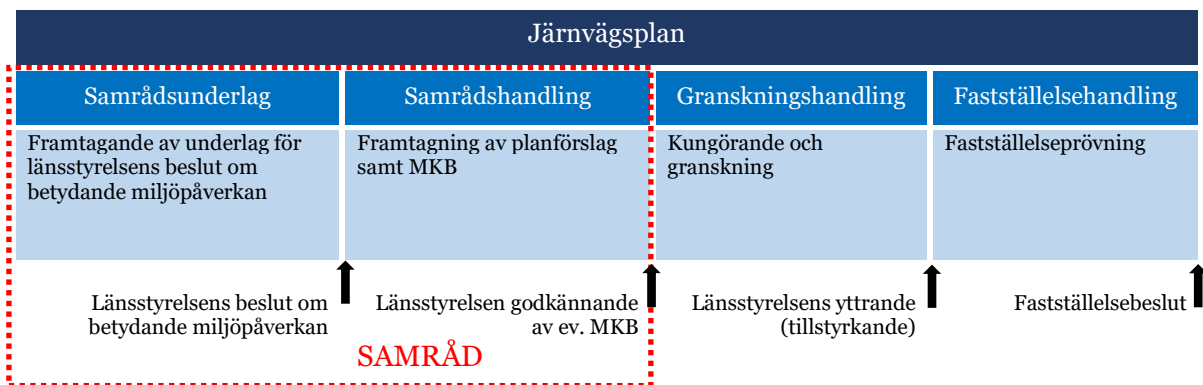 Järnvägsplan
Samrådsunderlag
Samrådshandling
Granskningshandling
Fastställelsehandling
Framtagande av underlag för
länsstyrelsens beslut om
betydande miljöpåverkan
Framtagning av planförslag
samt MKB
Kungörande och
granskning
Fastställelseprövning
Länsstyrelsens beslut om
betydande miljöpåverkan
Länsstyrelsen godkännande
av ev. MKB
Länsstyrelsens yttrande
(tillstyrkande)
Fastställelsebeslut
SAMRÅD